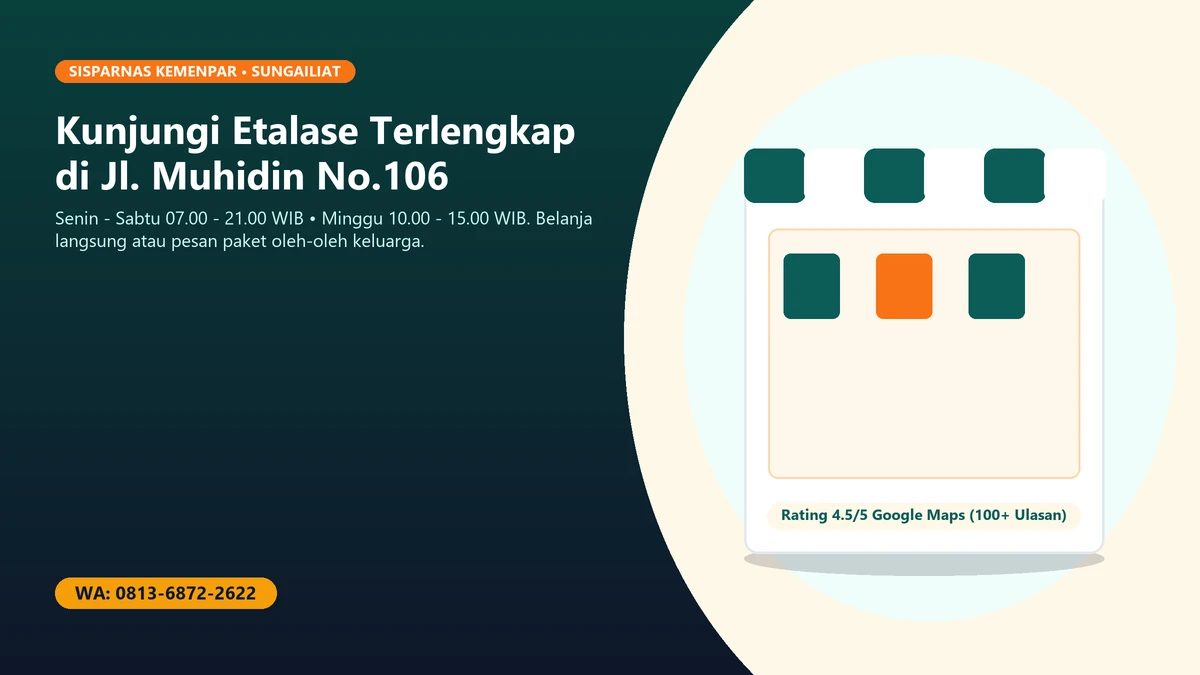 SISPARNAS KEMENPAR • SUNGAILIAT
Kunjungi Etalase Terlengkap
di Jl. Muhidin No.106
Senin - Sabtu 07.00 - 21.00 WIB • Minggu 10.00 - 15.00 WIB. Belanja
langsung atau pesan paket oleh-oleh keluarga.
Rating 4.5/5 Google Maps (100+ Ulasan)
WA: 0813-6872-2622